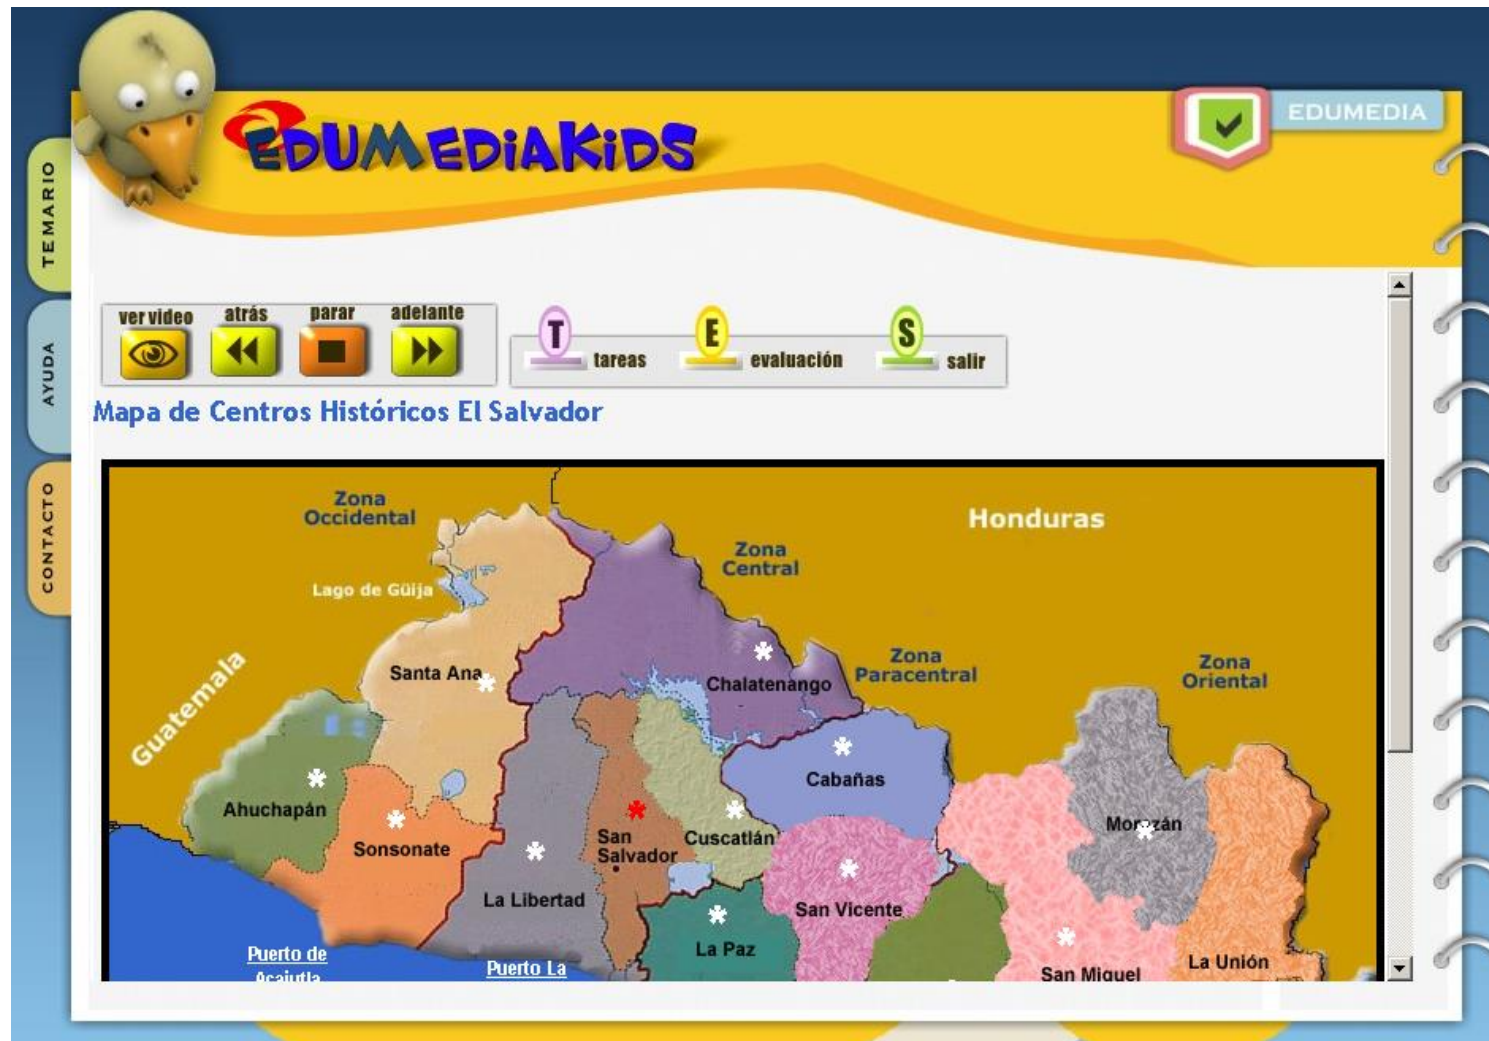 EDUMEDIAKiDS
EDUMEDIA
TEMARIO
AYUDA
CONTACTO
ver video
atrás
parar
adelante
T
tareas
E
evaluación
S
salir
Mapa de Centros Históricos El Salvador
Zona
Occidental
Honduras
Zona
Central
Lago de Güija
Guatemala
Zona
Paracentral
Zona
Oriental
Santa Ana
Chalatenango
Cabañas
Ahuchapán
Sonsonate
San
Salvador
Cuscatlán
Morazán
La Libertad
San Vicente
La Paz
Puerto de
Acajutla
Puerto La
San Miguel
La Unión